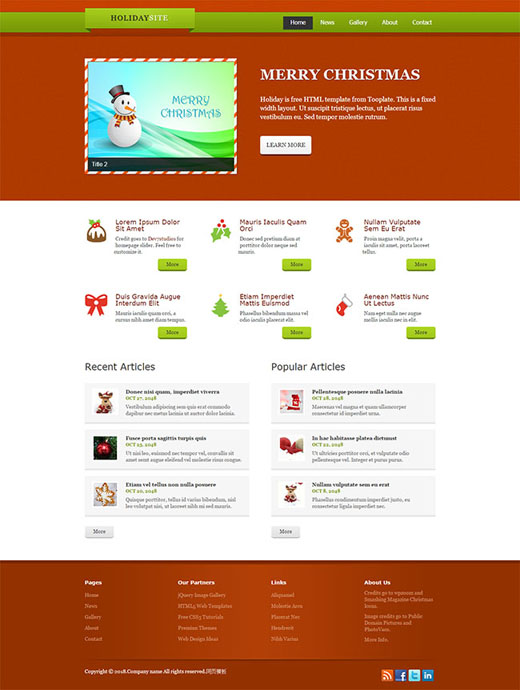 HOLIDAYSITE
Home News Gallery About Contact
MERRY CHRISTMAS
Title 2
MERRY CHRISTMAS
Holiday is free HTML template from Tooplate. This is a fixed
width layout. Ut suscipit tristique lectus, ut placerat risus
vestibulum eu. Sed tempor molestie rutrum.
LEARN MORE
Lorem Ipsum Dolor
Sit Amet
Credit goes to Dev7studios for
homepage slider. Feel free to
customize it.
More
Mauris Iaculis Quam
Orci
Donec sed pretium diam at
porttitor dolor neque sed
mauris.
More
Nullam Vulputate
Sem Eu Erat
Proin magna velit, porta a
iaculis sit amet, porta laoreet
tellus.
More
Duis Gravida Augue
Interdum Elit
Mauris iaculis quam orci, a
cursus nibh amet diam tempus.
More
Etiam Imperdiet
Mattis Euismod
Phasellus bibendum massa vel
odio iaculis placerat elit.
More
Aenean Mattis Nunc
Ut Lectus
Nam eget nulla nec augue
mollis iaculis nec in elit.
More
Recent Articles
Donec nisi quam, imperdiet viverra
OCT 27, 2048
Vestibulum adipiscing sem quis erat commodo
dapibus nec metus lacinia ut auctor dolor lacinia.
Fusce porta sagittis turpis quis
OCT 23, 2048
Ut nisi leo, euismod nec tempor vel, convallis sit
amet sent augue eleifend vel molestie risus congue.
Etiam vel tellus non nulla posuere
OCT 20, 2048
Quisque porttitor, tellus id varius bibendum, nisl
leo volutpat nisi, ut laoreet nibh mi sed mauris.
More
Popular Articles
Pellentesque posuere nulla lacinia
OCT 28, 2048
Maecenas vel magna et quam ullamcorper
consectetur id imperdiet urna.
In hac habitasse platea dictumst
OCT 22, 2048
Ut ultricies porttitor orci, et vulputate odio
pellentesque vel. Integer et purus purus.
Nullam vulputate sem eu erat
OCT 8, 2048
Phasellus condimentum imperdiet justo, eu
consectetur ligula imperdiet nec.
More
Pages
Home
News
Gallery
About
Contact
Our Partners
jQuery Image Gallery
HTML5 Web Templates
Free CSS3 Tutorials
Premium Themes
Web Design Ideas
Links
Aliquamed
Molestie Arcu
Placerat Nec
Hendrerit
Nibh Varius
About Us
Credits go to vqueous and
Smashing Magazine Christmas
Icons.
Image credits go to Public
Domain Pictures and
PhotoVaco.
More Info.
Copyright © 2048 Company name All rights reserved.网页模板